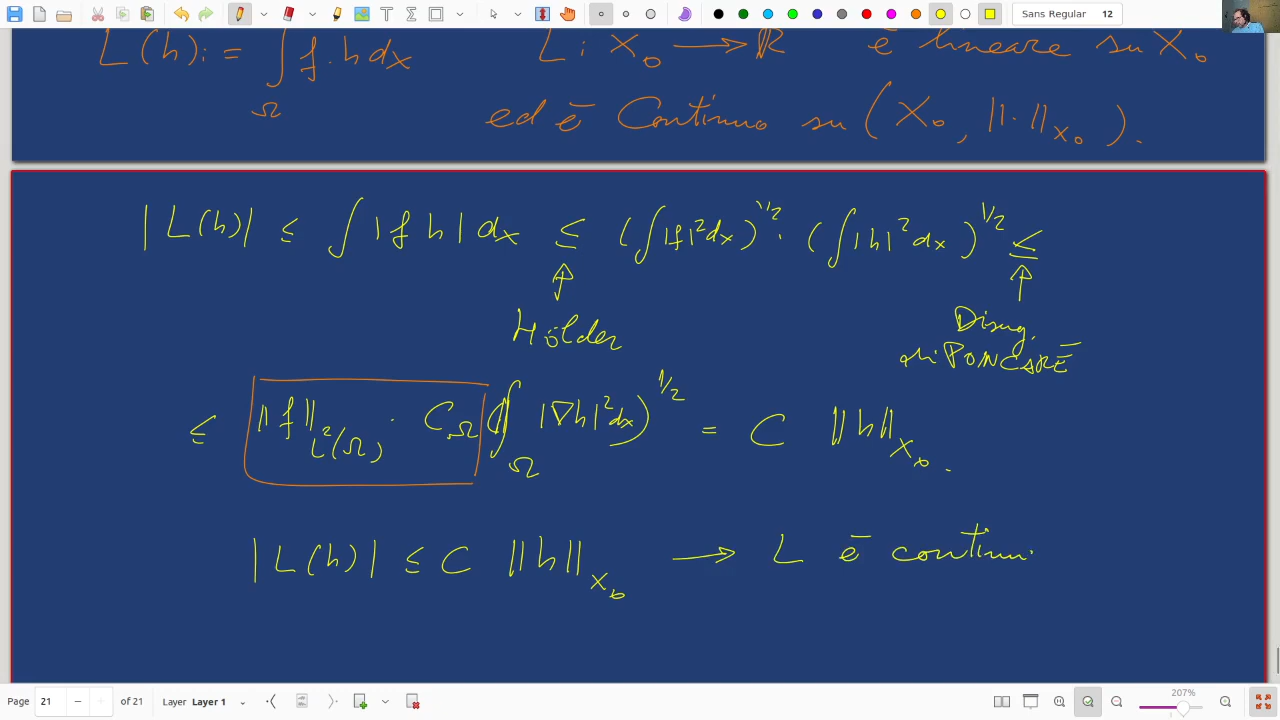 Sans Regular 12
L(h) := ∫_Ω f·h dx   L : X₀ → ℝ   ē lineare su X₀
ed ē Continuo su (X₀, ‖·‖_X₀).
|L(h)| ≤ ∫ |f h| dx ≤ (∫ |f|² dx)^1/2 · (∫ |h|² dx)^1/2 ≤
Hölder
Disug.
di POINCARĒ
≤ ‖f‖_L²(Ω) · C_Ω (∫_Ω |∇h|² dx)^1/2 = C ‖h‖_X₀.
|L(h)| ≤ C ‖h‖_X₀ → L ē continuo
Page 21 of 21 Layer Layer 1 207%